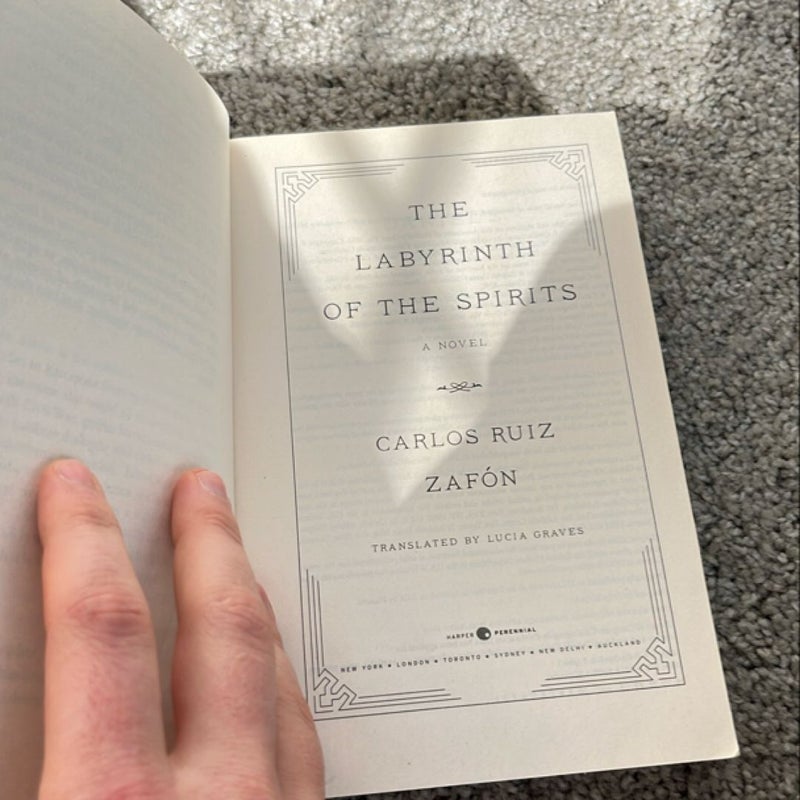 THE
LABYRINTH
OF THE SPIRITS
A NOVEL
CARLOS RUIZ
ZAFÓN
TRANSLATED BY LUCIA GRAVES
HARPER PERENNIAL
NEW YORK • LONDON • TORONTO • SYDNEY • NEW DELHI • AUCKLAND